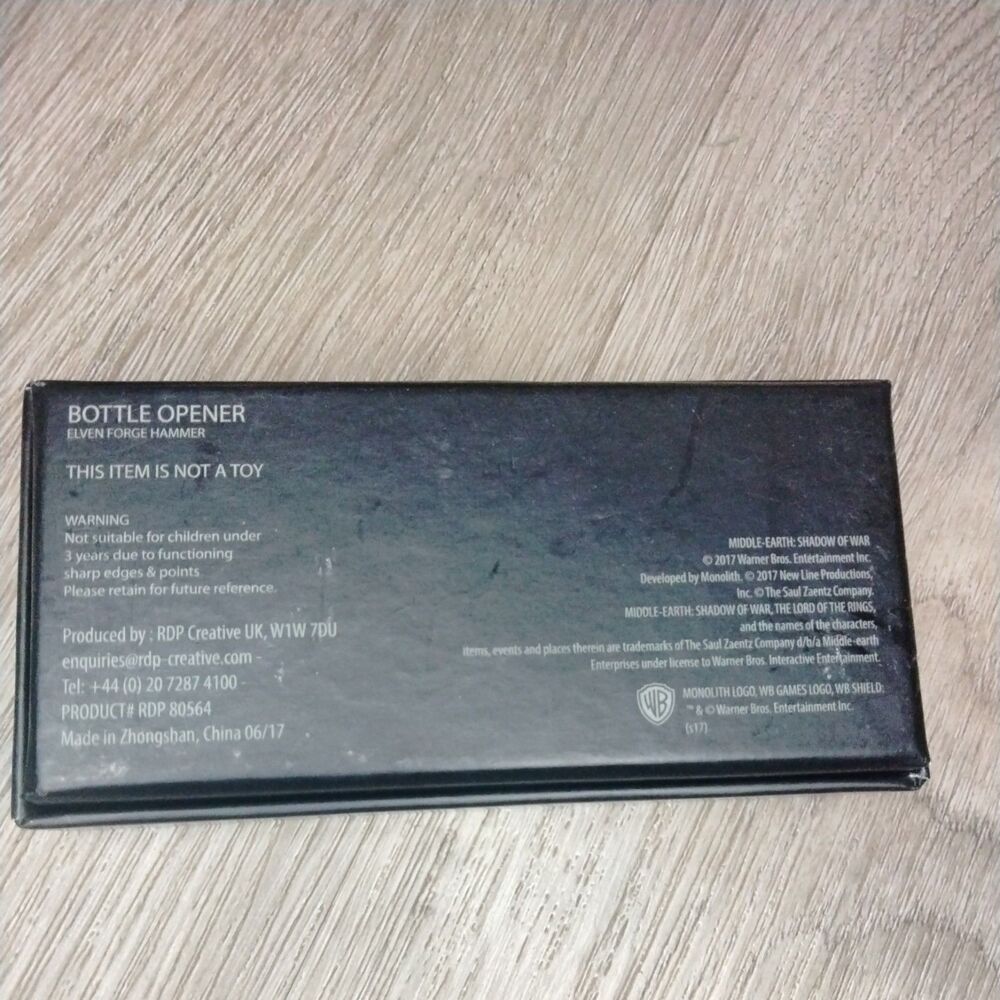 BOTTLE OPENER
ELVEN FORGE HAMMER
THIS ITEM IS NOT A TOY
WARNING
Not suitable for children under
3 years due to functioning
sharp edges & points
Please retain for future reference.
Produced by : RDP Creative UK, W1W 7DU
enquiries@rdp-creative.com -
Tel: +44 (0) 20 7287 4100 -
PRODUCT# RDP 80564
Made in Zhongshan, China 06/17
MIDDLE-EARTH: SHADOW OF WAR
© 2017 Warner Bros. Entertainment Inc.
Developed by Monolith. © 2017 New Line Productions,
Inc. © The Saul Zaentz Company.
MIDDLE-EARTH: SHADOW OF WAR, THE LORD OF THE RINGS,
and the names of the characters,
items, events and places therein are trademarks of The Saul Zaentz Company d/b/a Middle-earth
Enterprises under license to Warner Bros. Interactive Entertainment.
WB
MONOLITH LOGO, WB GAMES LOGO, WB SHIELD:
™ & © Warner Bros. Entertainment Inc.
(s17)